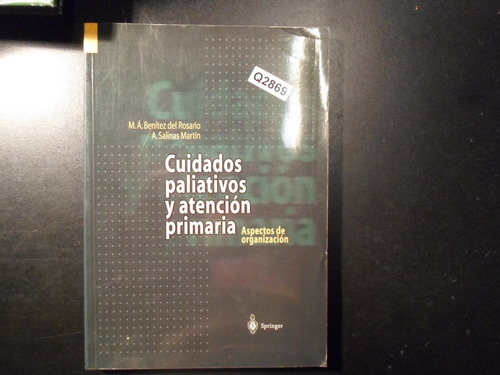 Q2869
M. Á. Benítez del Rosario
A. Salinas Martín
Cuidados
paliativos
y atención
primaria
Aspectos de
organización
Springer